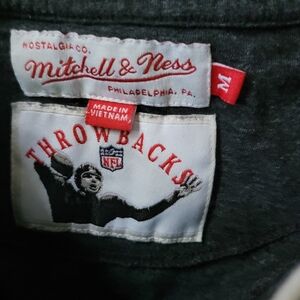 NOSTALGIA CO.
Mitchell & Ness
PHILADELPHIA, PA.
M
MADE IN
VIETNAM
THROWBACKS
NFL